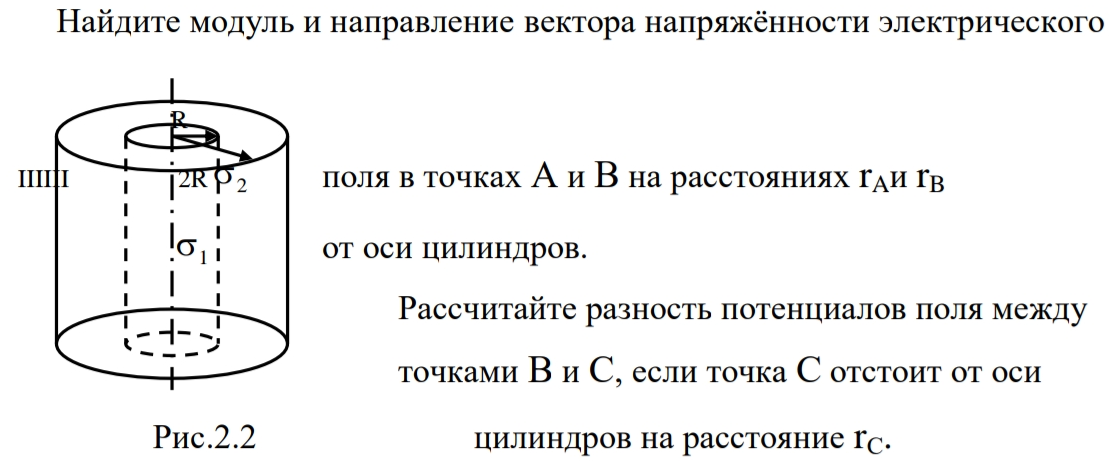 Найдите модуль и направление вектора напряжённости электрического
R
IIIIII
2R σ2
поля в точках A и B на расстояниях rAи rB
σ1
от оси цилиндров.
Рассчитайте разность потенциалов поля между
точками B и C, если точка C отстоит от оси
Рис.2.2
цилиндров на расстояние rC.